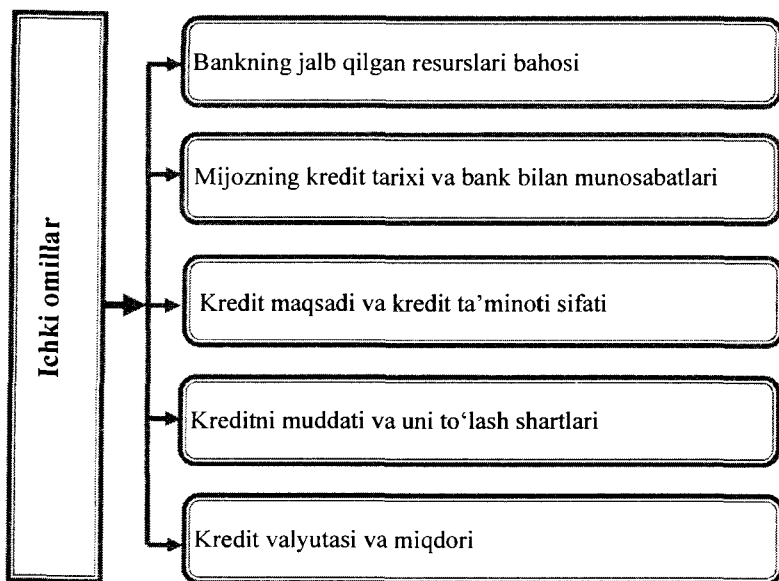 Ichki omillar
Bankning jalb qilgan resurslari bahosi
Mijozning kredit tarixi va bank bilan munosabatlari
Kredit maqsadi va kredit ta’minoti sifati
Kreditni muddati va uni to‘lash shartlari
Kredit valyutasi va miqdori